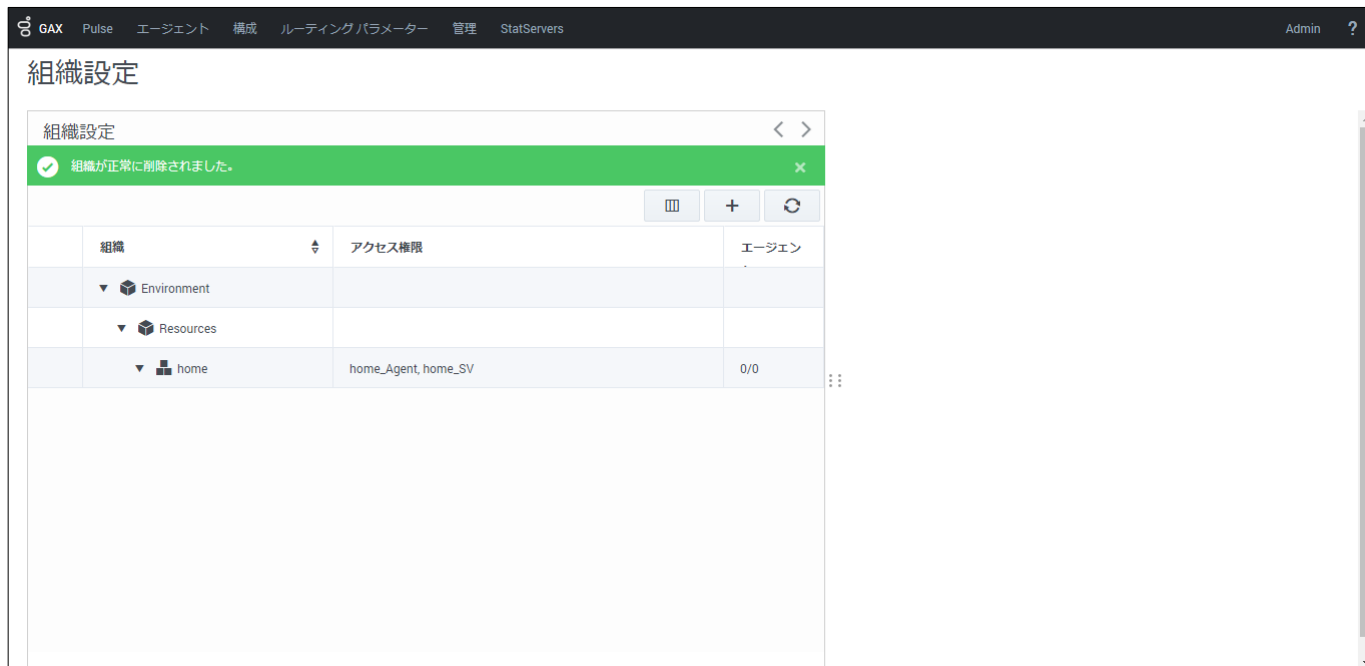 GAX Pulse エージェント 構成 ルーティング パラメーター 管理 StatServers Admin ?
組織設定
組織設定
組織が正常に削除されました。
組織 アクセス権限 エージェン
Environment
Resources
home home_Agent, home_SV 0/0